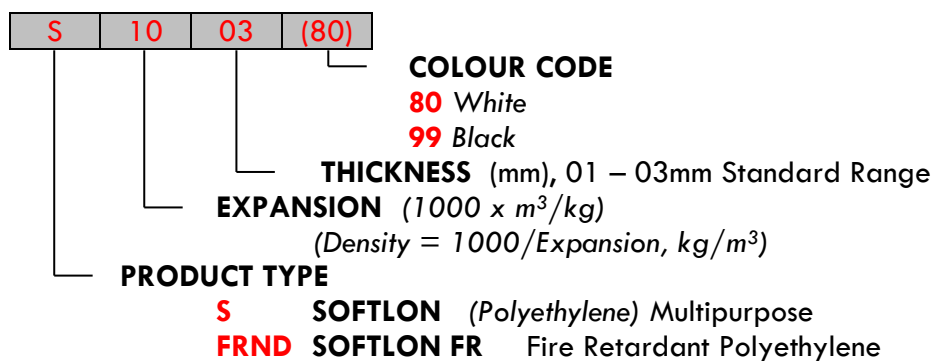 S 10 03 (80)
COLOUR CODE
80 White
99 Black
THICKNESS (mm), 01 – 03mm Standard Range
EXPANSION (1000 x m³/kg)
(Density = 1000/Expansion, kg/m³)
PRODUCT TYPE
S SOFTLON (Polyethylene) Multipurpose
FRND SOFTLON FR Fire Retardant Polyethylene